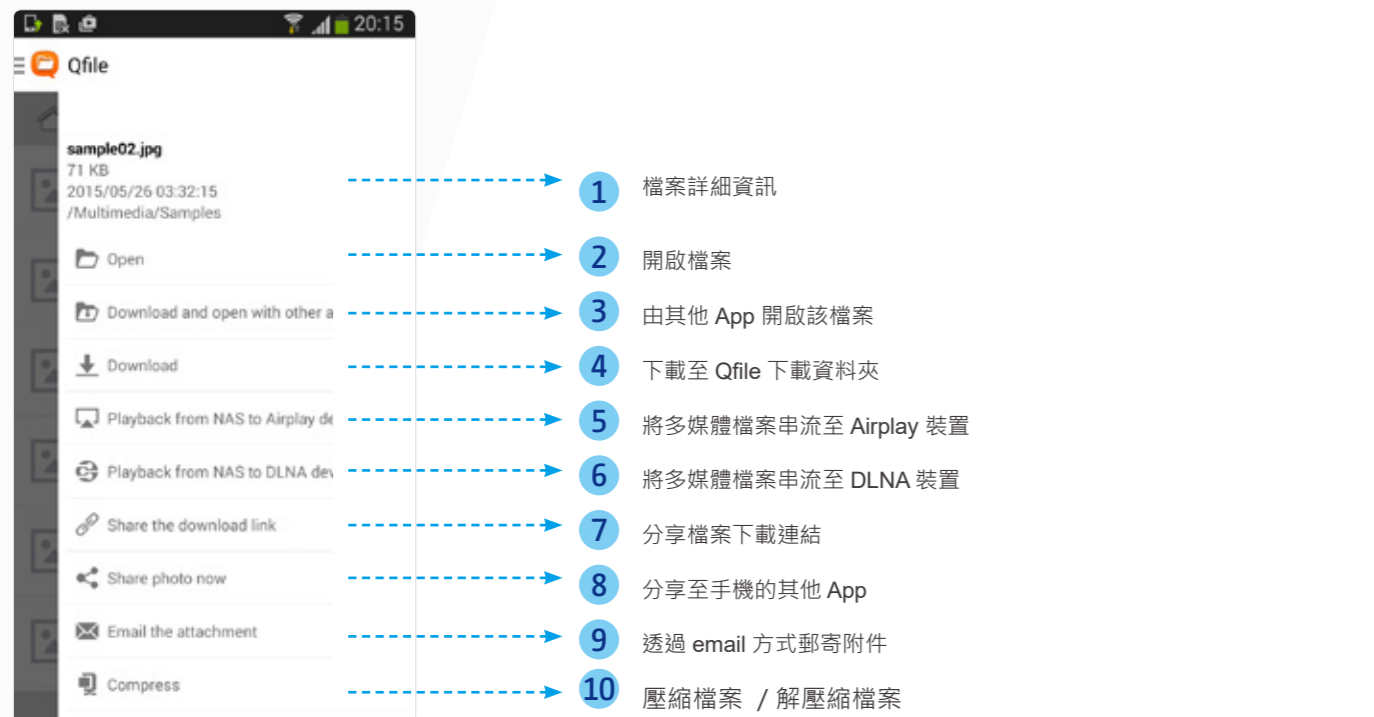 20:15
Qfile
sample02.jpg
71 KB
2015/05/26 03:32:15
/Multimedia/Samples
1 檔案詳細資訊
Open
2 開啟檔案
Download and open with other a
3 由其他 App 開啟該檔案
Download
4 下載至 Qfile 下載資料夾
Playback from NAS to Airplay de
5 將多媒體檔案串流至 Airplay 裝置
Playback from NAS to DLNA dev
6 將多媒體檔案串流至 DLNA 裝置
Share the download link
7 分享檔案下載連結
Share photo now
8 分享至手機的其他 App
Email the attachment
9 透過 email 方式郵寄附件
Compress
10 壓縮檔案 / 解壓縮檔案